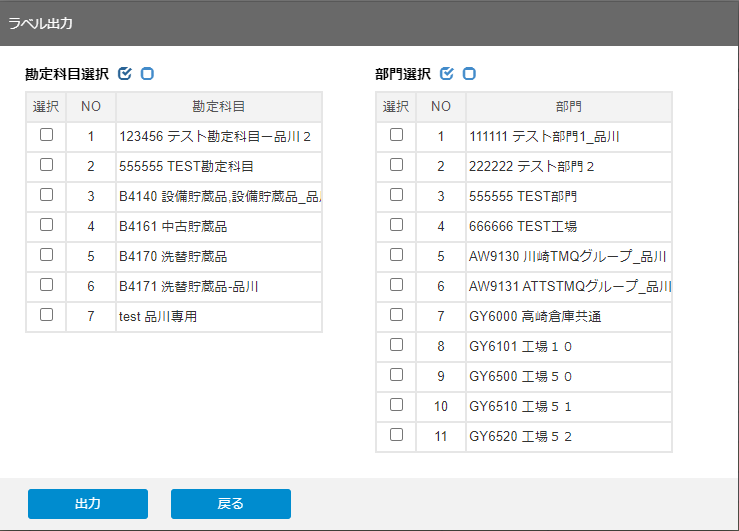 ラベル出力
勘定科目選択
選択 NO 勘定科目
1 123456 テスト勘定科目ー品川２
2 555555 TEST勘定科目
3 B4140 設備貯蔵品,設備貯蔵品_品
4 B4161 中古貯蔵品
5 B4170 洗替貯蔵品
6 B4171 洗替貯蔵品-品川
7 test 品川専用
部門選択
選択 NO 部門
1 111111 テスト部門1_品川
2 222222 テスト部門２
3 555555 TEST部門
4 666666 TEST工場
5 AW9130 川崎TMQグループ_品川
6 AW9131 ATTSTMQグループ_品川
7 GY6000 高崎倉庫共通
8 GY6101 工場１０
9 GY6500 工場５０
10 GY6510 工場５１
11 GY6520 工場５２
出力
戻る